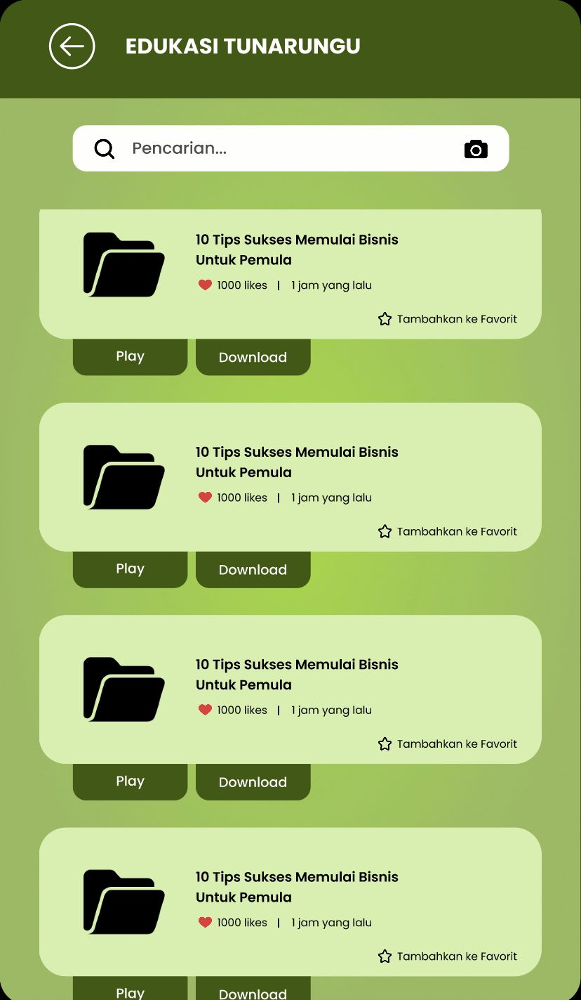 EDUKASI TUNARUNGU
Pencarian...
10 Tips Sukses Memulai Bisnis
Untuk Pemula
1000 likes | 1 jam yang lalu
Tambahkan ke Favorit
Play Download
10 Tips Sukses Memulai Bisnis
Untuk Pemula
1000 likes | 1 jam yang lalu
Tambahkan ke Favorit
Play Download
10 Tips Sukses Memulai Bisnis
Untuk Pemula
1000 likes | 1 jam yang lalu
Tambahkan ke Favorit
Play Download
10 Tips Sukses Memulai Bisnis
Untuk Pemula
1000 likes | 1 jam yang lalu
Tambahkan ke Favorit
Play Download